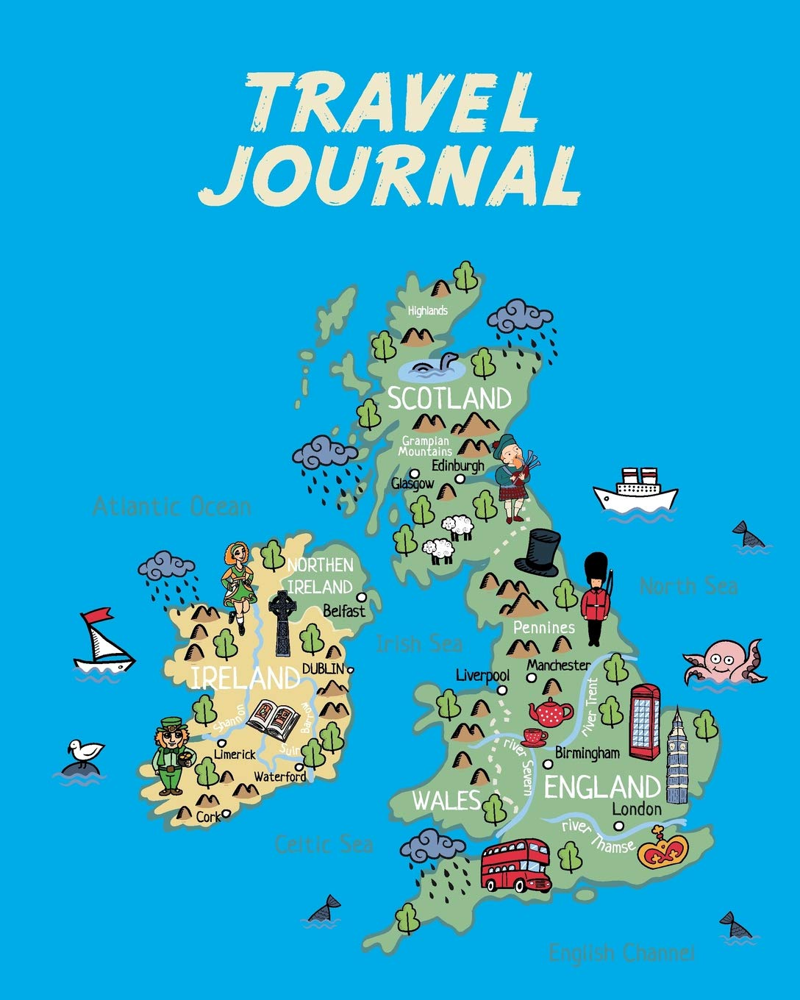 TRAVEL
JOURNAL
Highlands
SCOTLAND
Grampian
Mountains
Edinburgh
Glasgow
Atlantic Ocean
NORTHEN
IRELAND
Belfast
North Sea
Pennines
Irish Sea
Manchester
DUBLIN
Liverpool
IRELAND
river Trent
Shannon
Barrow
Suir
Limerick
Waterford
river Severn
Birmingham
ENGLAND
WALES
London
Cork
river Thamse
Celtic Sea
English Channel